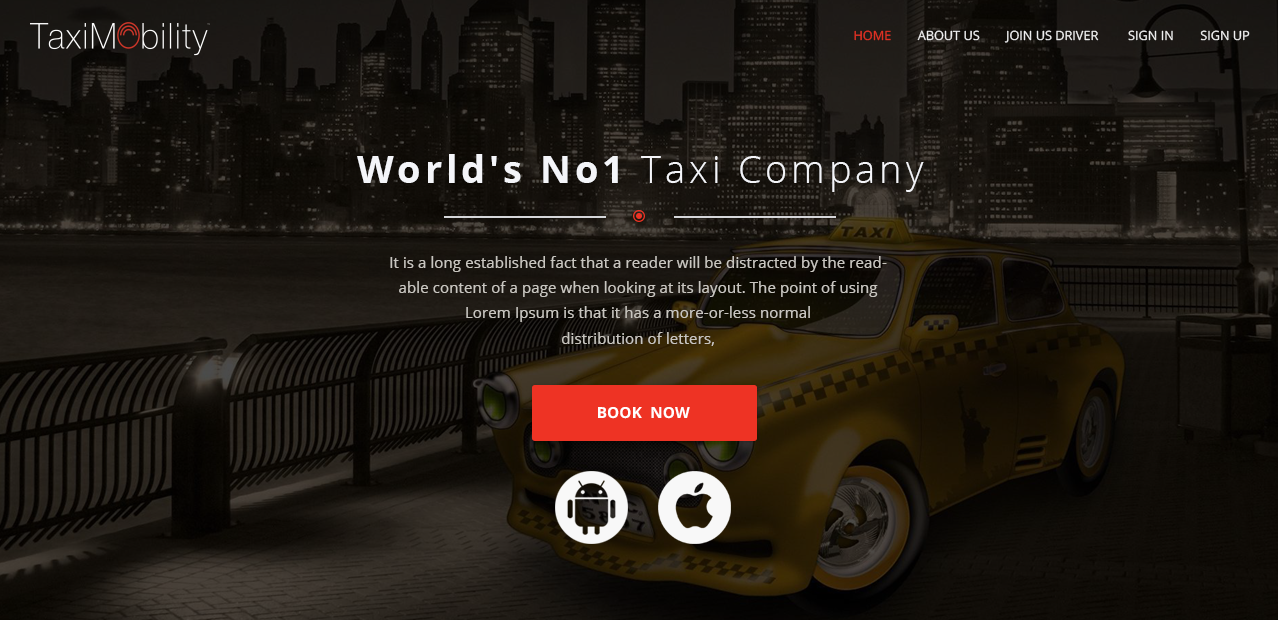 TaxiMobility
HOME ABOUT US JOIN US DRIVER SIGN IN SIGN UP
World's No1 Taxi Company
TAXI
It is a long established fact that a reader will be distracted by the read-
able content of a page when looking at its layout. The point of using
Lorem Ipsum is that it has a more-or-less normal
distribution of letters,
BOOK NOW